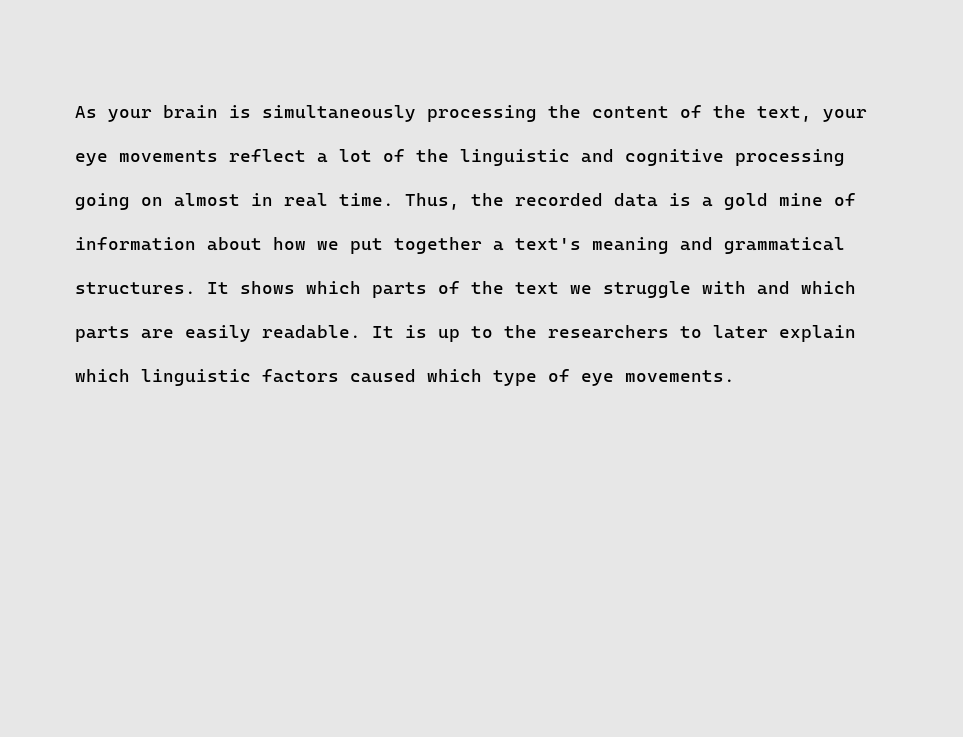 As your brain is simultaneously processing the content of the text, your
eye movements reflect a lot of the linguistic and cognitive processing
going on almost in real time. Thus, the recorded data is a gold mine of
information about how we put together a text's meaning and grammatical
structures. It shows which parts of the text we struggle with and which
parts are easily readable. It is up to the researchers to later explain
which linguistic factors caused which type of eye movements.